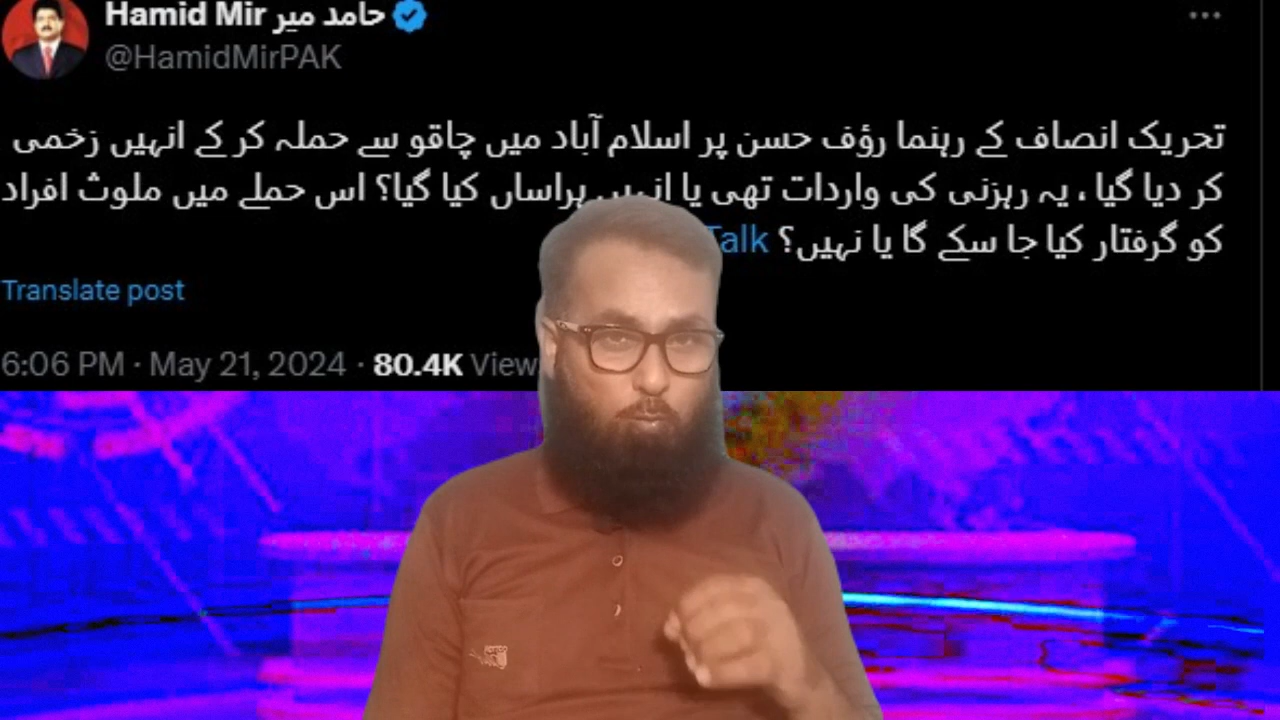 Hamid Mir حامد میر
@HamidMirPAK
تحریک انصاف کے رہنما رؤف حسن پر اسلام آباد میں چاقو سے حملہ کر کے انہیں زخمی
کر دیا گیا ، یہ رہزنی کی واردات تھی یا انہیں ہراساں کیا گیا؟ اس حملے میں ملوث افراد
کو گرفتار کیا جا سکے گا یا نہیں؟ Talk
Translate post
6:06 PM · May 21, 2024 · 80.4K View